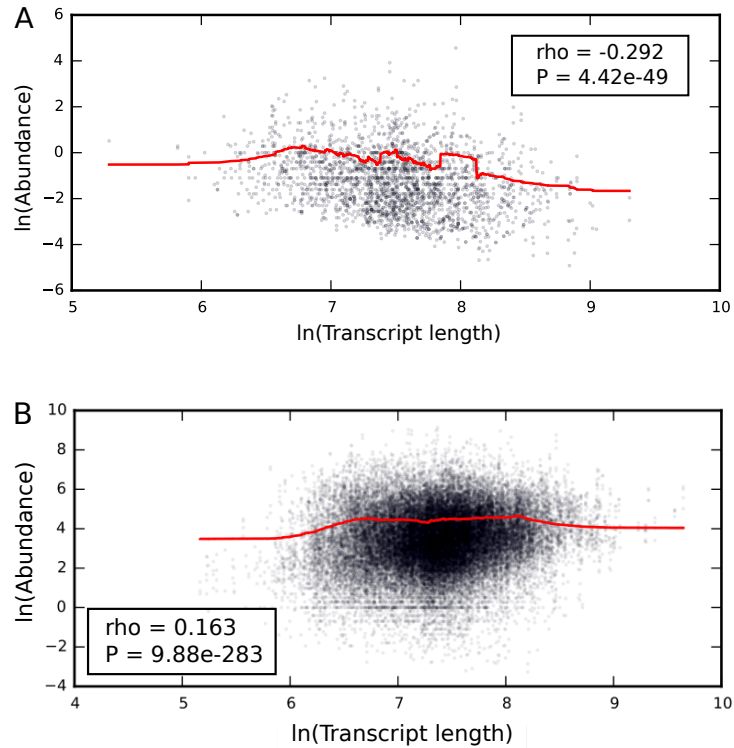 A
6
4
2
0
−2
−4
−6
ln(Abundance)
rho = -0.292
P = 4.42e-49
5 6 7 8 9 10
ln(Transcript length)
B
10
8
6
4
2
0
−2
−4
ln(Abundance)
rho = 0.163
P = 9.88e-283
4 5 6 7 8 9 10
ln(Transcript length)